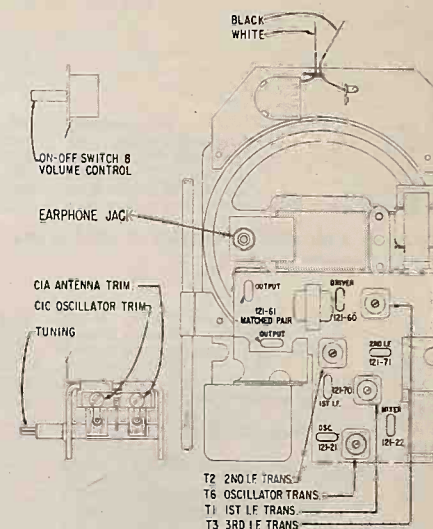 BLACK
WHITE
ON-OFF SWITCH &
VOLUME CONTROL
EARPHONE JACK
C1A ANTENNA TRIM.
C1C OSCILLATOR TRIM.
TUNING
OUTPUT
121-61
MATCHED PAIR
OUTPUT
DRIVER
121-60
2ND I.F.
121-71
121-70
1ST I.F.
MIXER
121-22
OSC.
121-21
T2 2ND I.F. TRANS.
T6 OSCILLATOR TRANS.
T1 1ST I.F. TRANS.
T3 3RD I.F. TRANS